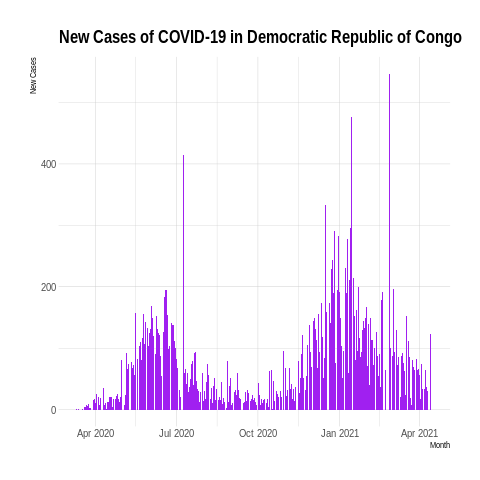 New Cases of COVID-19 in Democratic Republic of Congo
New Cases
400
200
0
Apr 2020 Jul 2020 Oct 2020 Jan 2021 Apr 2021
Month